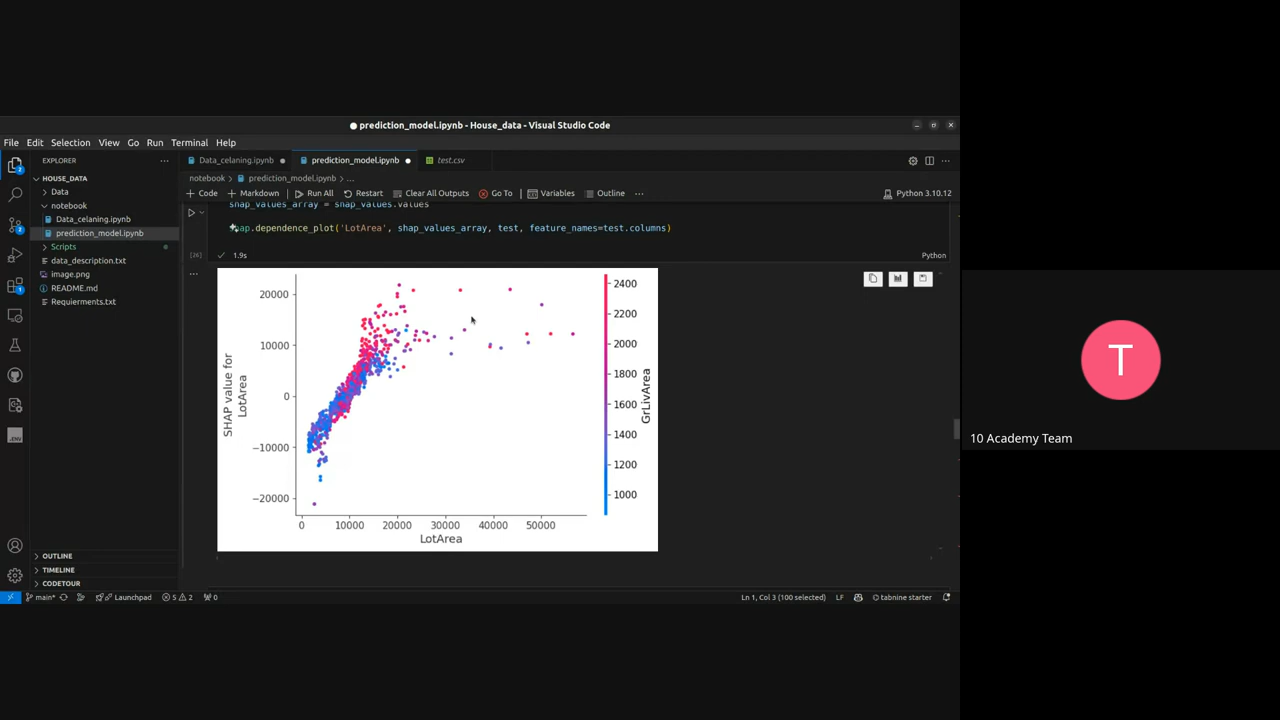 prediction_model.ipynb - House_data - Visual Studio Code
File Edit Selection View Go Run Terminal Help
EXPLORER
HOUSE_DATA
Data
notebook
Data_celaning.ipynb
prediction_model.ipynb
Scripts
data_description.txt
image.png
README.md
Requierments.txt
OUTLINE
TIMELINE
CODETOUR
Data_celaning.ipynb prediction_model.ipynb test.csv
notebook > prediction_model.ipynb > ...
+ Code + Markdown Run All Restart Clear All Outputs Go To Variables Outline ...
Python 3.10.12
shap_values_array = shap_values.values
shap.dependence_plot('LotArea', shap_values_array, test, feature_names=test.columns)
[26] 1.9s
Python
20000
10000
0
−10000
−20000
SHAP value for
LotArea
0 10000 20000 30000 40000 50000
LotArea
2400
2200
2000
1800
1600
1400
1200
1000
GrLivArea
main* Launchpad 5 2 0
Ln 1, Col 3 (100 selected) LF tabnine starter
T
10 Academy Team